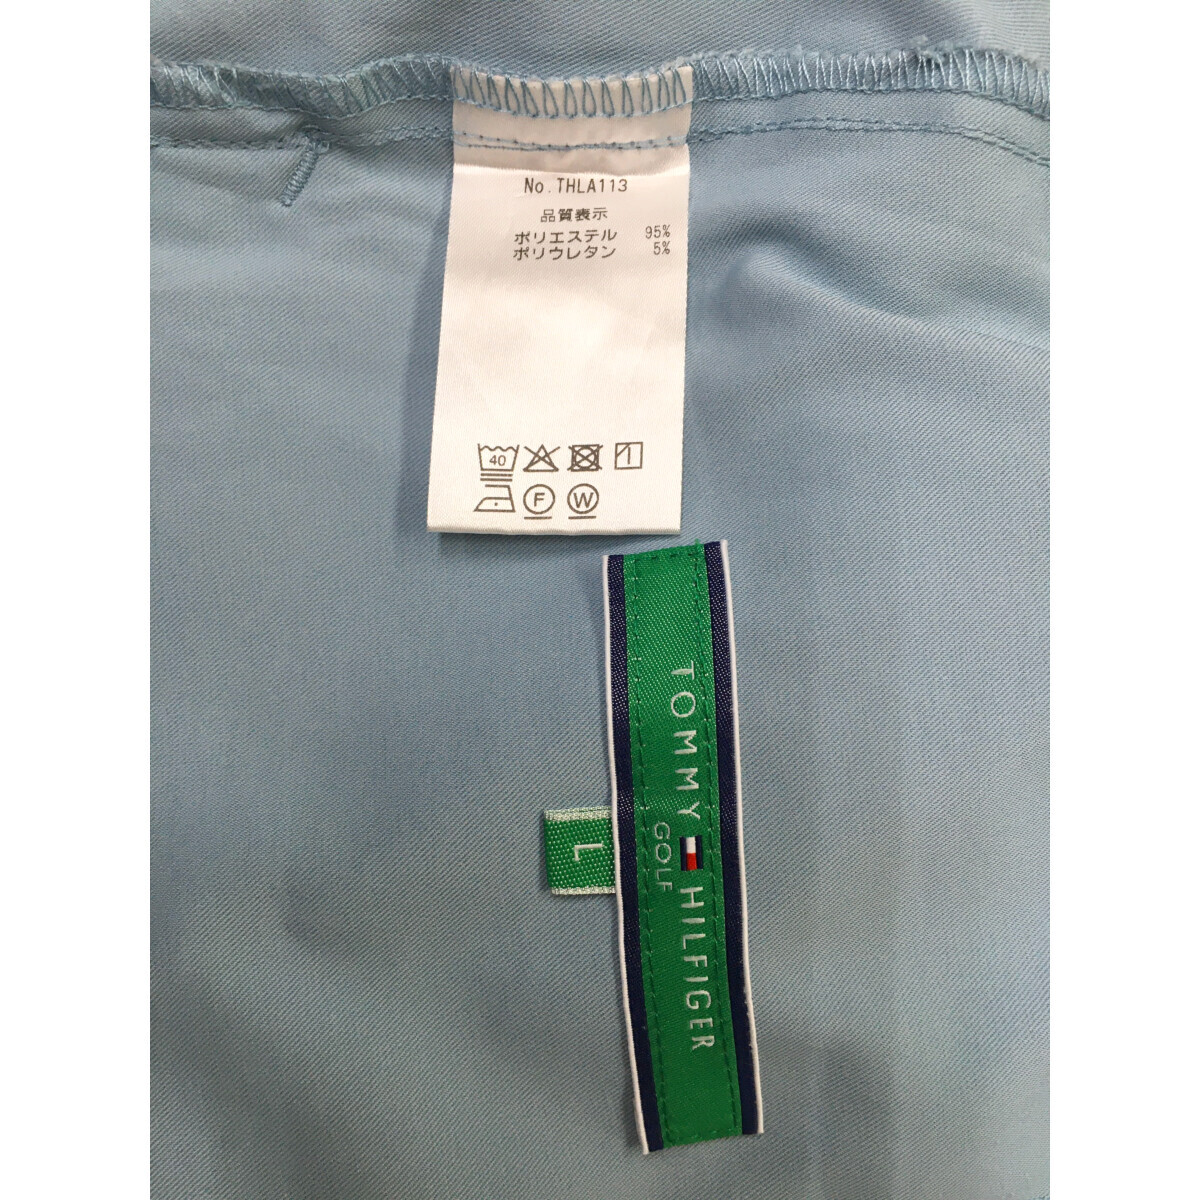 No.THLA113
品質表示
ポリエステル 95%
ポリウレタン 5%
40
F W
TOMMY HILFIGER
GOLF
L